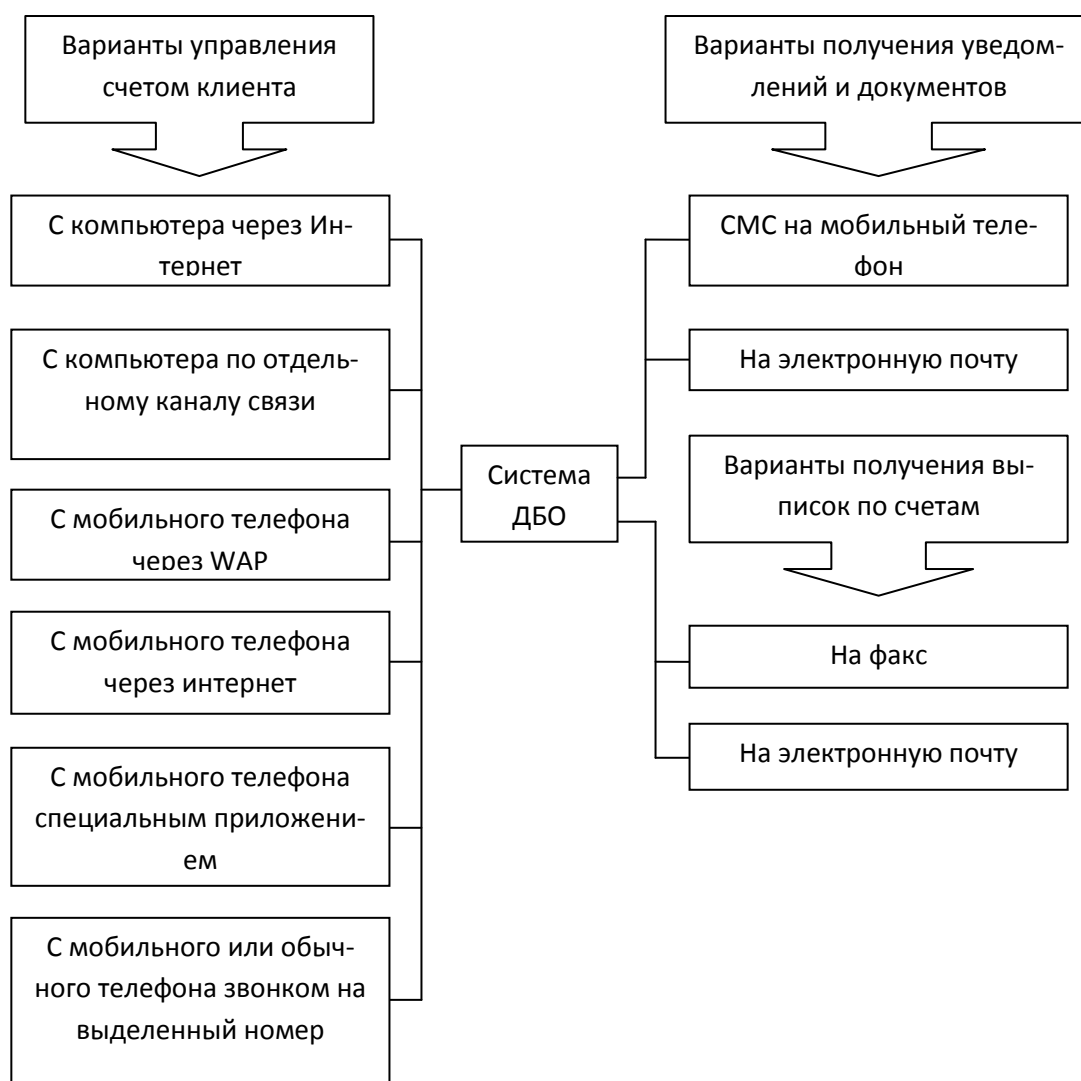 Варианты управления
счетом клиента
С компьютера через Ин-
тернет
С компьютера по отдель-
ному каналу связи
С мобильного телефона
через WAP
С мобильного телефона
через интернет
С мобильного телефона
специальным приложени-
ем
С мобильного или обыч-
ного телефона звонком на
выделенный номер
Система
ДБО
Варианты получения уведом-
лений и документов
СМС на мобильный теле-
фон
На электронную почту
Варианты получения вы-
писок по счетам
На факс
На электронную почту